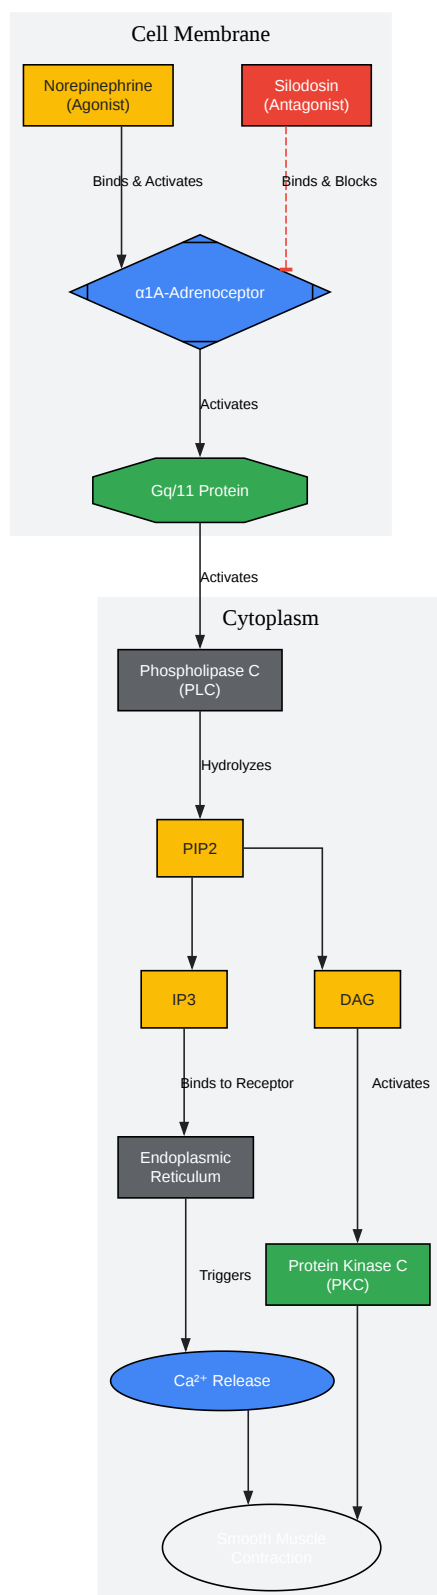 Cell Membrane
Norepinephrine
(Agonist)
Silodosin
(Antagonist)
Binds & Activates
Binds & Blocks
α1A-Adrenoceptor
Activates
Gq/11 Protein
Activates
Cytoplasm
Phospholipase C
(PLC)
Hydrolyzes
PIP2
IP3
DAG
Binds to Receptor
Activates
Endoplasmic
Reticulum
Protein Kinase C
(PKC)
Triggers
Ca²⁺ Release
Smooth Muscle
Contraction